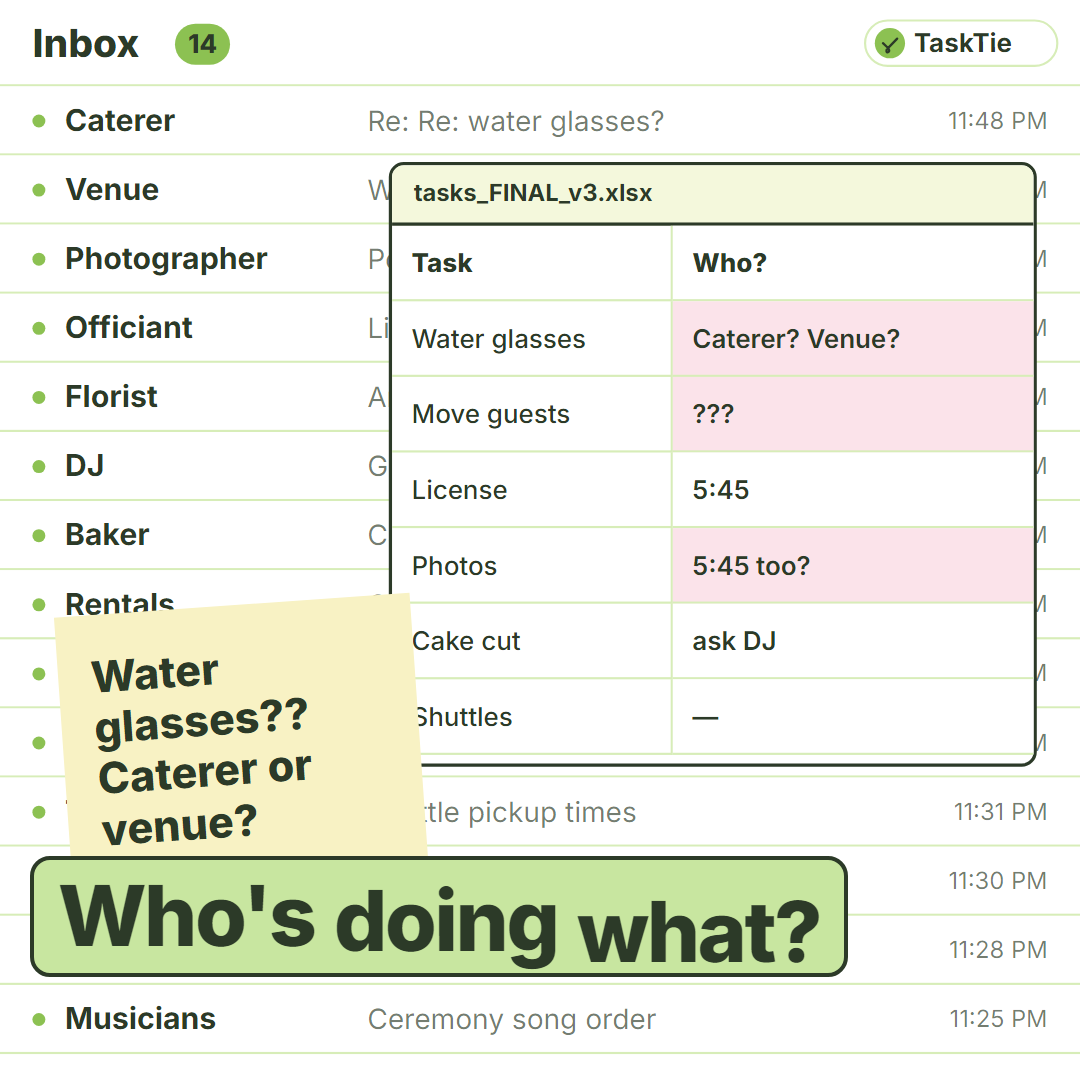 Inbox 14 TaskTie
Caterer Re: Re: water glasses? 11:48 PM
Venue
Photographer
Officiant
Florist
DJ
Baker
Rentals
tasks_FINAL_v3.xlsx
Task Who?
Water glasses Caterer? Venue?
Move guests ???
License 5:45
Photos 5:45 too?
Cake cut ask DJ
Shuttles —
Water
glasses??
Caterer or
venue?
pickup times 11:31 PM
11:30 PM
Who's doing what?
11:28 PM
Musicians Ceremony song order 11:25 PM